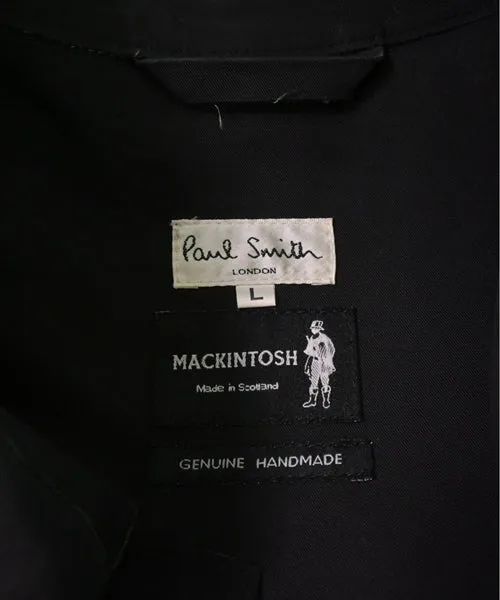 Paul Smith
LONDON
L
MACKINTOSH
Made in Scotland
GENUINE HANDMADE